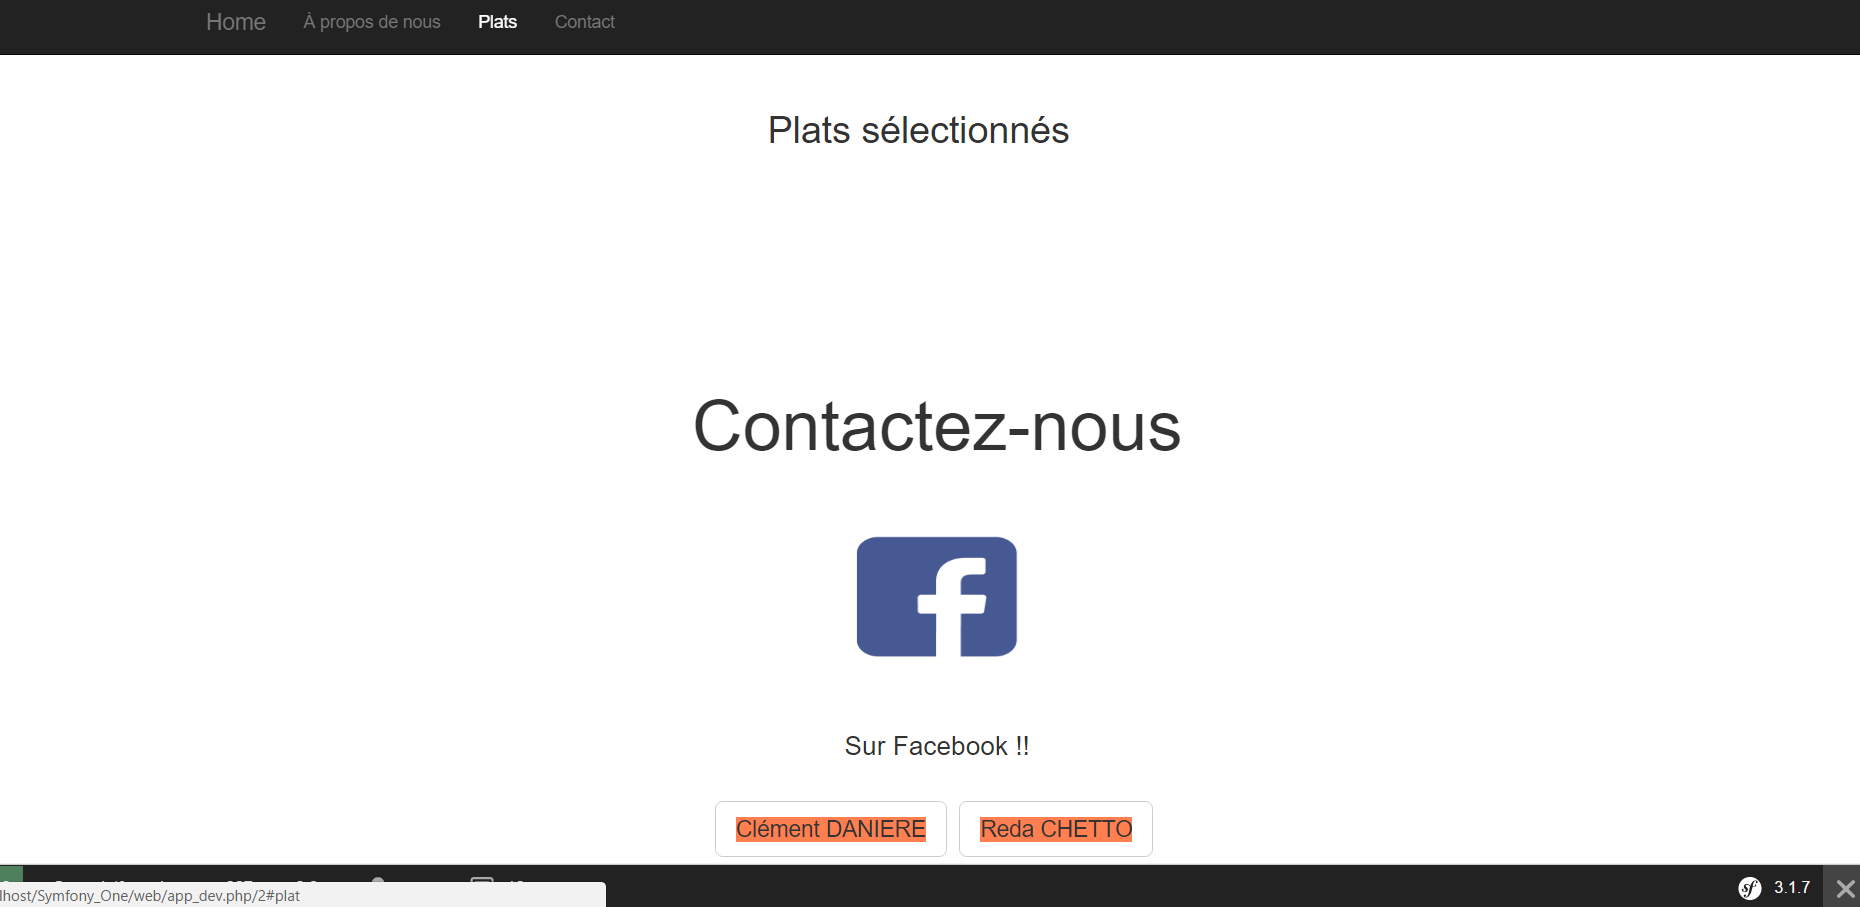 Home À propos de nous Plats Contact
Plats sélectionnés
Contactez-nous
Sur Facebook !!
Clément DANIERE Reda CHETTO
lhost/Symfony_One/web/app_dev.php/2#plat
sf 3.1.7